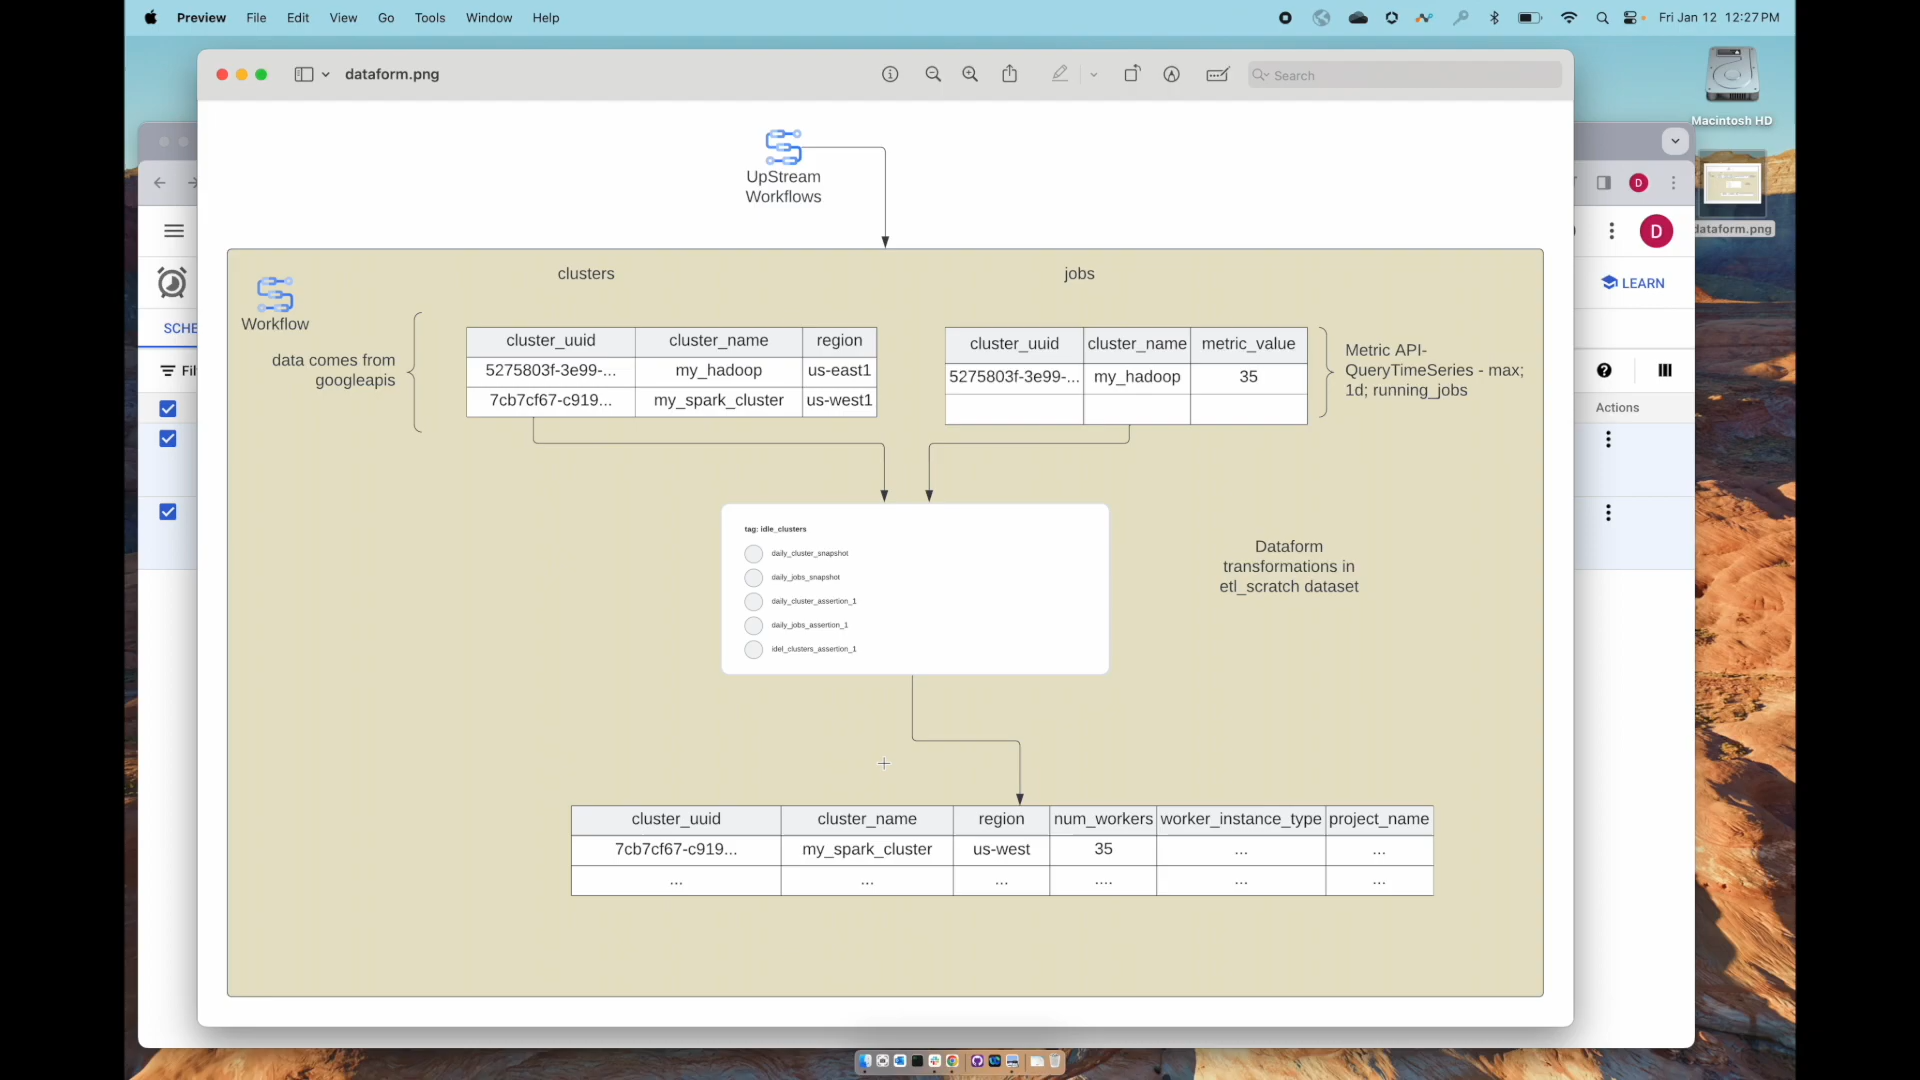 Preview File Edit View Go Tools Window Help
Fri Jan 12 12:27 PM
dataform.png
Search
Macintosh HD
dataform.png
UpStream
Workflows
D
D
LEARN
SCHE
Fil
Actions
Workflow
clusters
jobs
data comes from
googleapis
cluster_uuid cluster_name region
5275803f-3e99-... my_hadoop us-east1
7cb7cf67-c919... my_spark_cluster us-west1
cluster_uuid cluster_name metric_value
5275803f-3e99-... my_hadoop 35
Metric API-
QueryTimeSeries - max;
1d; running_jobs
tag: idle_clusters
daily_cluster_snapshot
daily_jobs_snapshot
daily_cluster_assertion_1
daily_jobs_assertion_1
idel_clusters_assertion_1
Dataform
transformations in
etl_scratch dataset
cluster_uuid cluster_name region num_workers worker_instance_type project_name
7cb7cf67-c919... my_spark_cluster us-west 35 ... ...
... ... ... .... ... ...